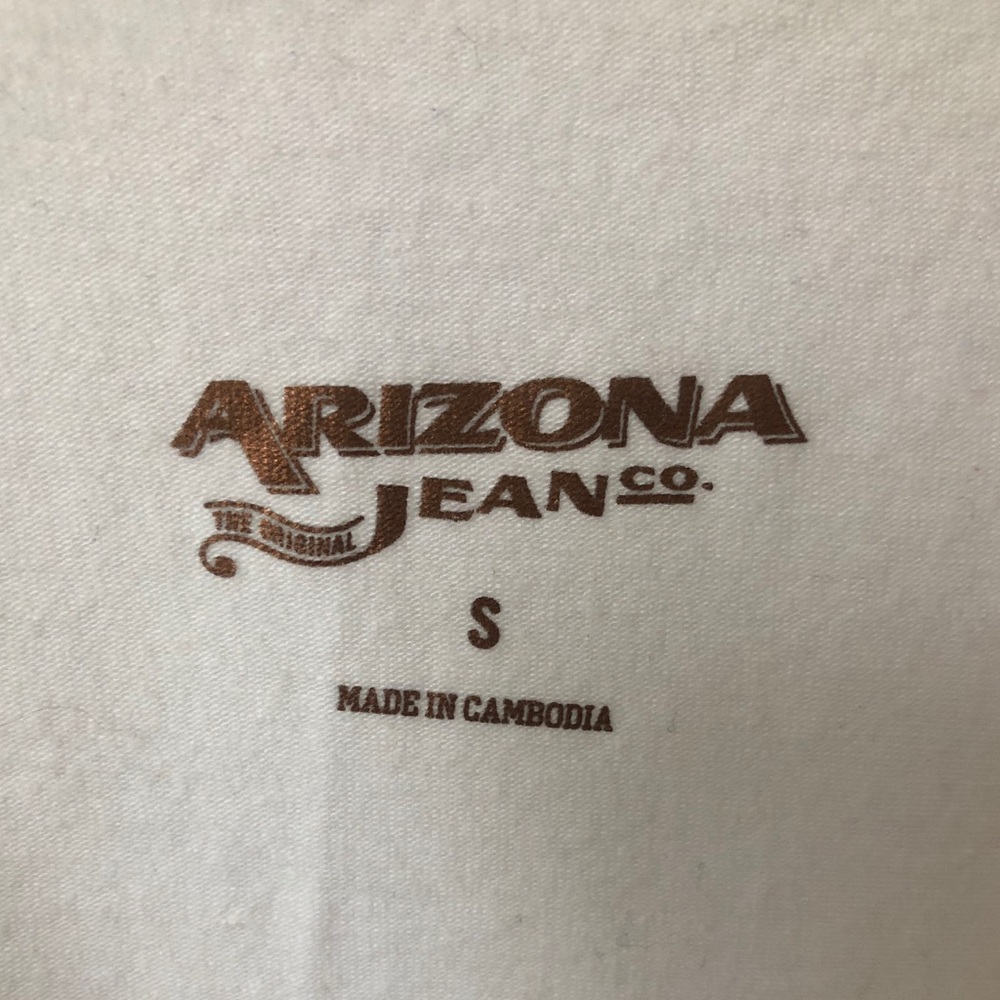 ARIZONA
JEAN CO.
THE ORIGINAL
S
MADE IN CAMBODIA